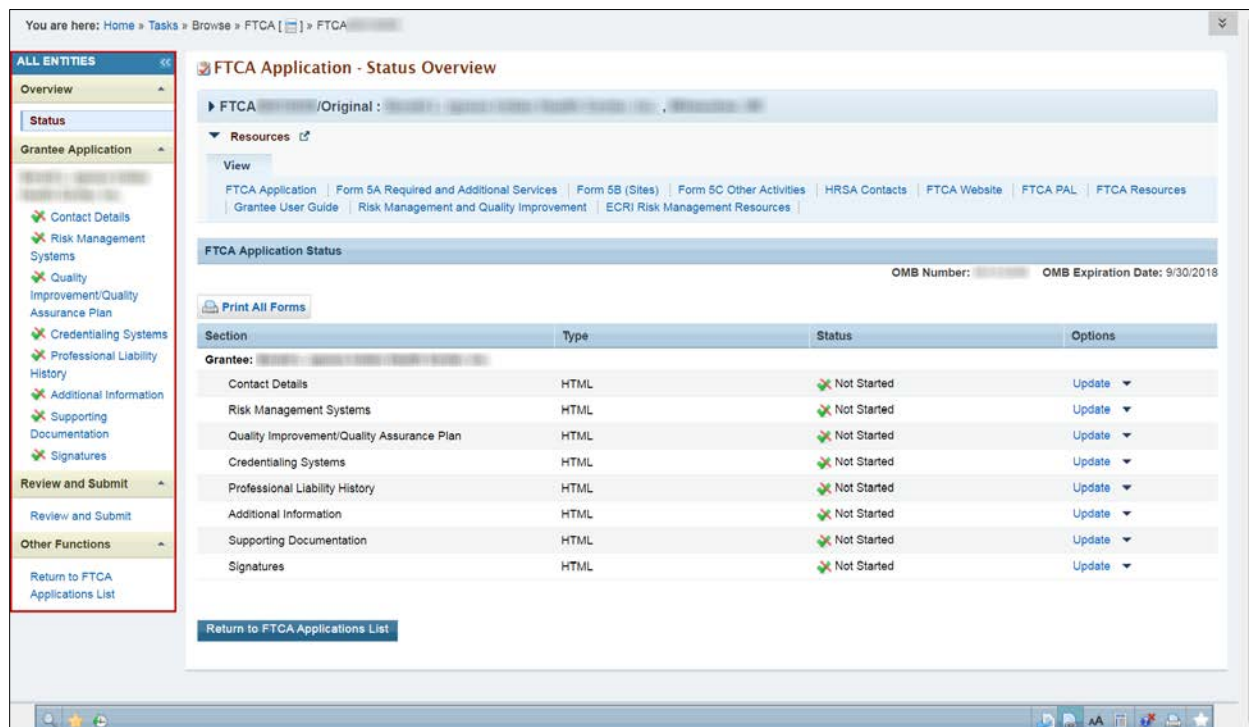 You are here: Home » Tasks » Browse » FTCA [ ] » FTCA
ALL ENTITIES
Overview
Status
Grantee Application
Contact Details
Risk Management
Systems
Quality
Improvement/Quality
Assurance Plan
Credentialing Systems
Professional Liability
History
Additional Information
Supporting
Documentation
Signatures
Review and Submit
Review and Submit
Other Functions
Return to FTCA
Applications List
FTCA Application - Status Overview
FTCA /Original :
Resources
View
FTCA Application | Form 5A Required and Additional Services | Form 5B (Sites) | Form 5C Other Activities | HRSA Contacts | FTCA Website | FTCA PAL | FTCA Resources
| Grantee User Guide | Risk Management and Quality Improvement | ECRI Risk Management Resources |
FTCA Application Status
OMB Number: OMB Expiration Date: 9/30/2018
Print All Forms
Section Type Status Options
Grantee:
Contact Details HTML Not Started Update
Risk Management Systems HTML Not Started Update
Quality Improvement/Quality Assurance Plan HTML Not Started Update
Credentialing Systems HTML Not Started Update
Professional Liability History HTML Not Started Update
Additional Information HTML Not Started Update
Supporting Documentation HTML Not Started Update
Signatures HTML Not Started Update
Return to FTCA Applications List
AA